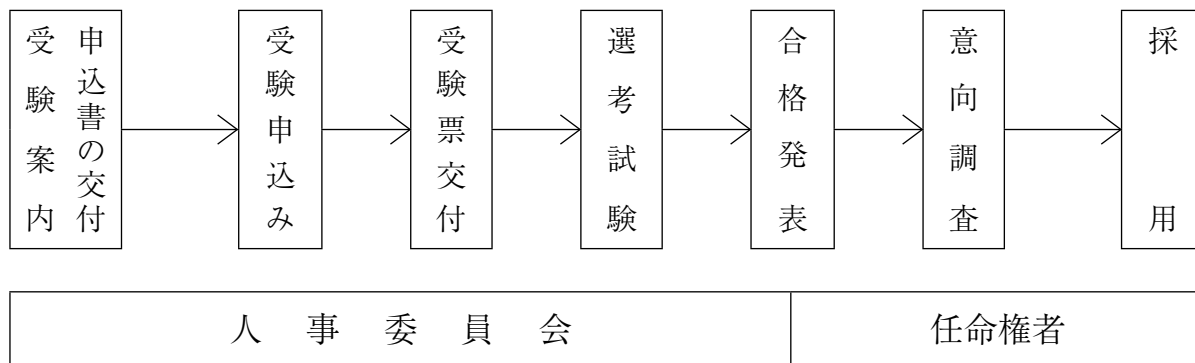 受験案内
申込書の交付
受験申込み
受験票交付
選考試験
合格発表
意向調査
採用
人事委員会
任命権者